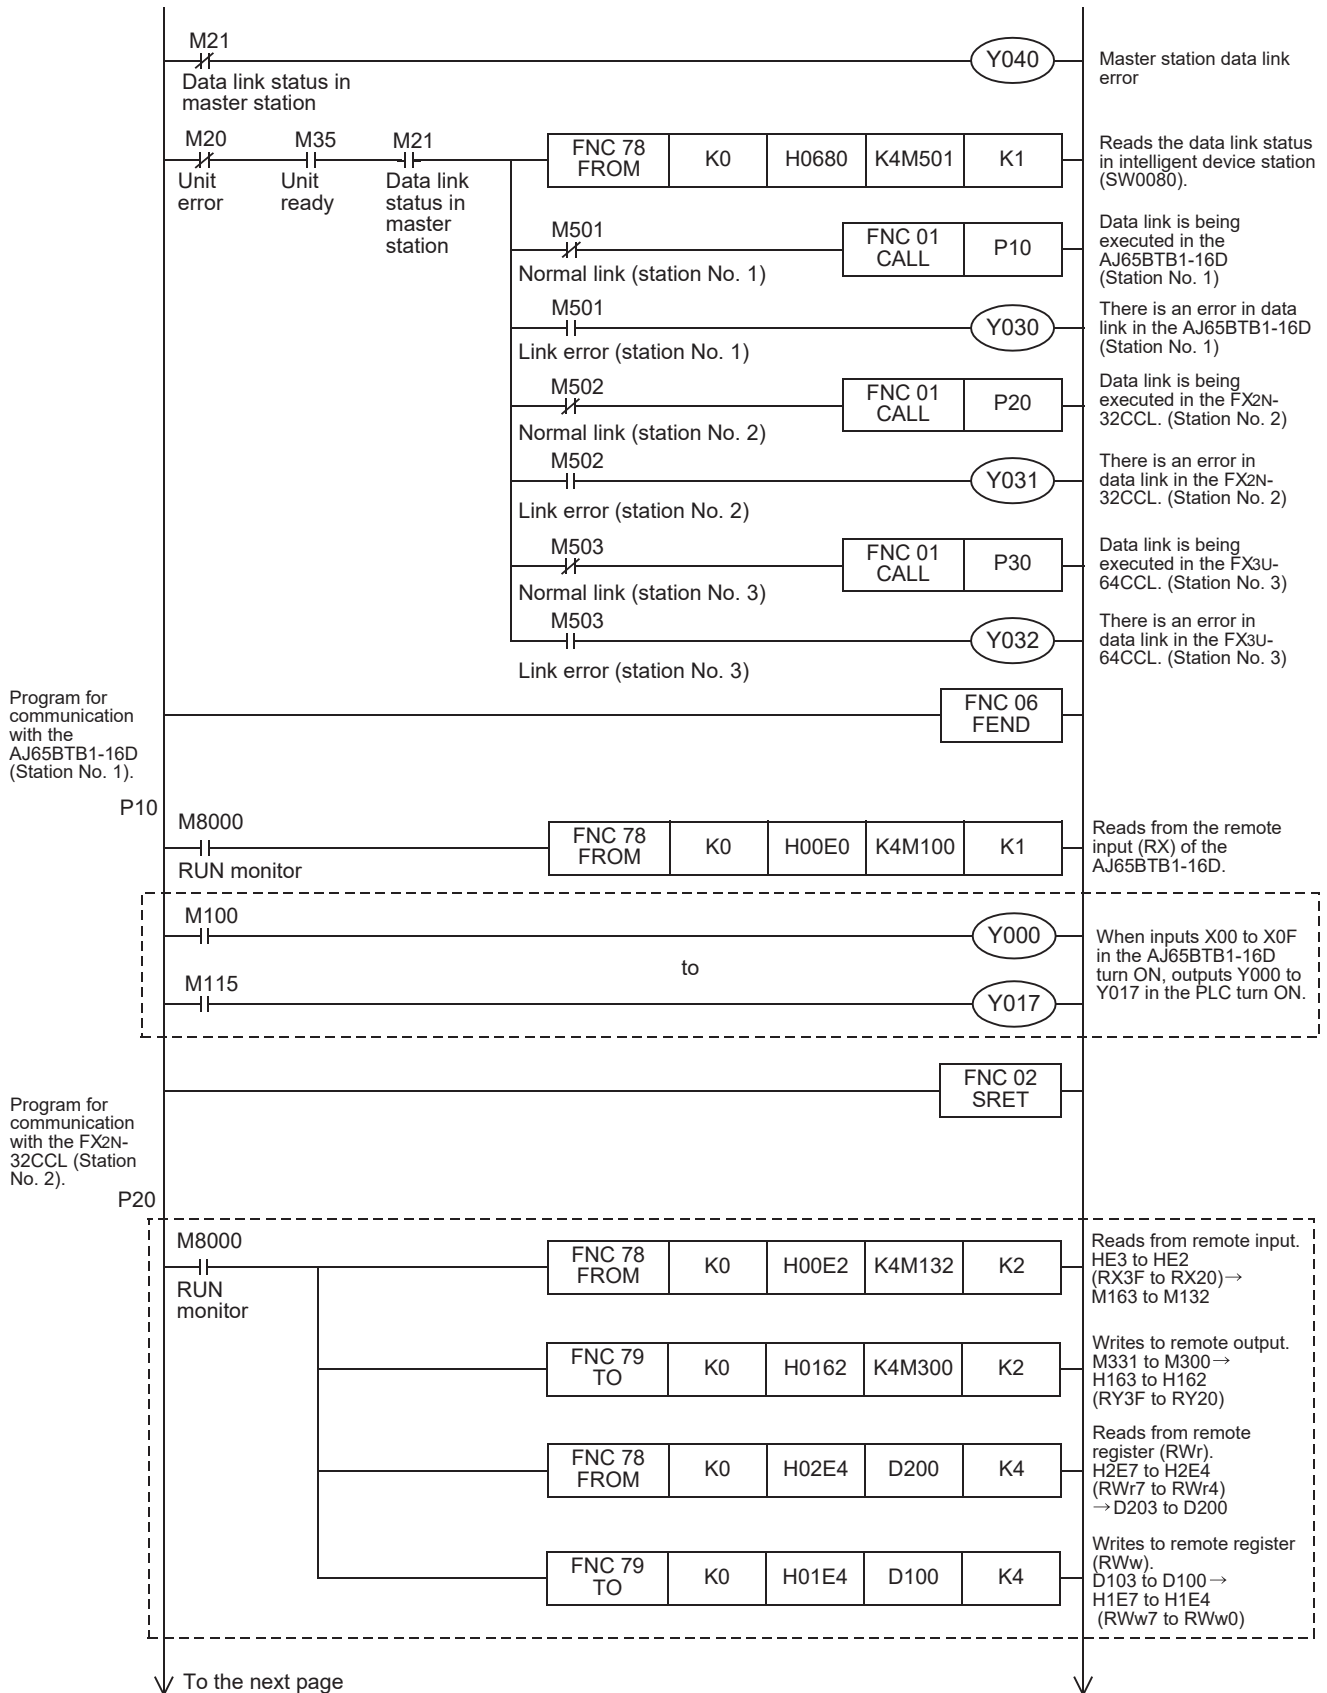 M21
Y040
Master station data link
error
Data link status in
master station
M20
M35
M21
FNC 78
FROM
K0
H0680
K4M501
K1
Reads the data link status
in intelligent device station
(SW0080).
Unit
error
Unit
ready
Data link
status in
master
station
M501
FNC 01
CALL
P10
Normal link (station No. 1)
Data link is being
executed in the
AJ65BTB1-16D
(Station No. 1)
M501
Y030
Link error (station No. 1)
There is an error in data
link in the AJ65BTB1-16D
(Station No. 1)
M502
FNC 01
CALL
P20
Normal link (station No. 2)
Data link is being
executed in the FX2N-
32CCL. (Station No. 2)
M502
Y031
Link error (station No. 2)
There is an error in
data link in the FX2N-
32CCL. (Station No. 2)
M503
FNC 01
CALL
P30
Normal link (station No. 3)
Data link is being
executed in the FX3U-
64CCL. (Station No. 3)
M503
Y032
Link error (station No. 3)
There is an error in
data link in the FX3U-
64CCL. (Station No. 3)
Program for
communication
with the
AJ65BTB1-16D
(Station No. 1).
FNC 06
FEND
P10
M8000
RUN monitor
FNC 78
FROM
K0
H00E0
K4M100
K1
Reads from the remote
input (RX) of the
AJ65BTB1-16D.
M100
Y000
to
M115
Y017
When inputs X00 to X0F
in the AJ65BTB1-16D
turn ON, outputs Y000 to
Y017 in the PLC turn ON.
FNC 02
SRET
Program for
communication
with the FX2N-
32CCL (Station
No. 2).
P20
M8000
RUN
monitor
FNC 78
FROM
K0
H00E2
K4M132
K2
Reads from remote input.
HE3 to HE2
(RX3F to RX20)→
M163 to M132
FNC 79
TO
K0
H0162
K4M300
K2
Writes to remote output.
M331 to M300→
H163 to H162
(RY3F to RY20)
FNC 78
FROM
K0
H02E4
D200
K4
Reads from remote
register (RWr).
H2E7 to H2E4
(RWr7 to RWr4)
→D203 to D200
FNC 79
TO
K0
H01E4
D100
K4
Writes to remote register
(RWw).
D103 to D100→
H1E7 to H1E4
(RWw7 to RWw0)
To the next page